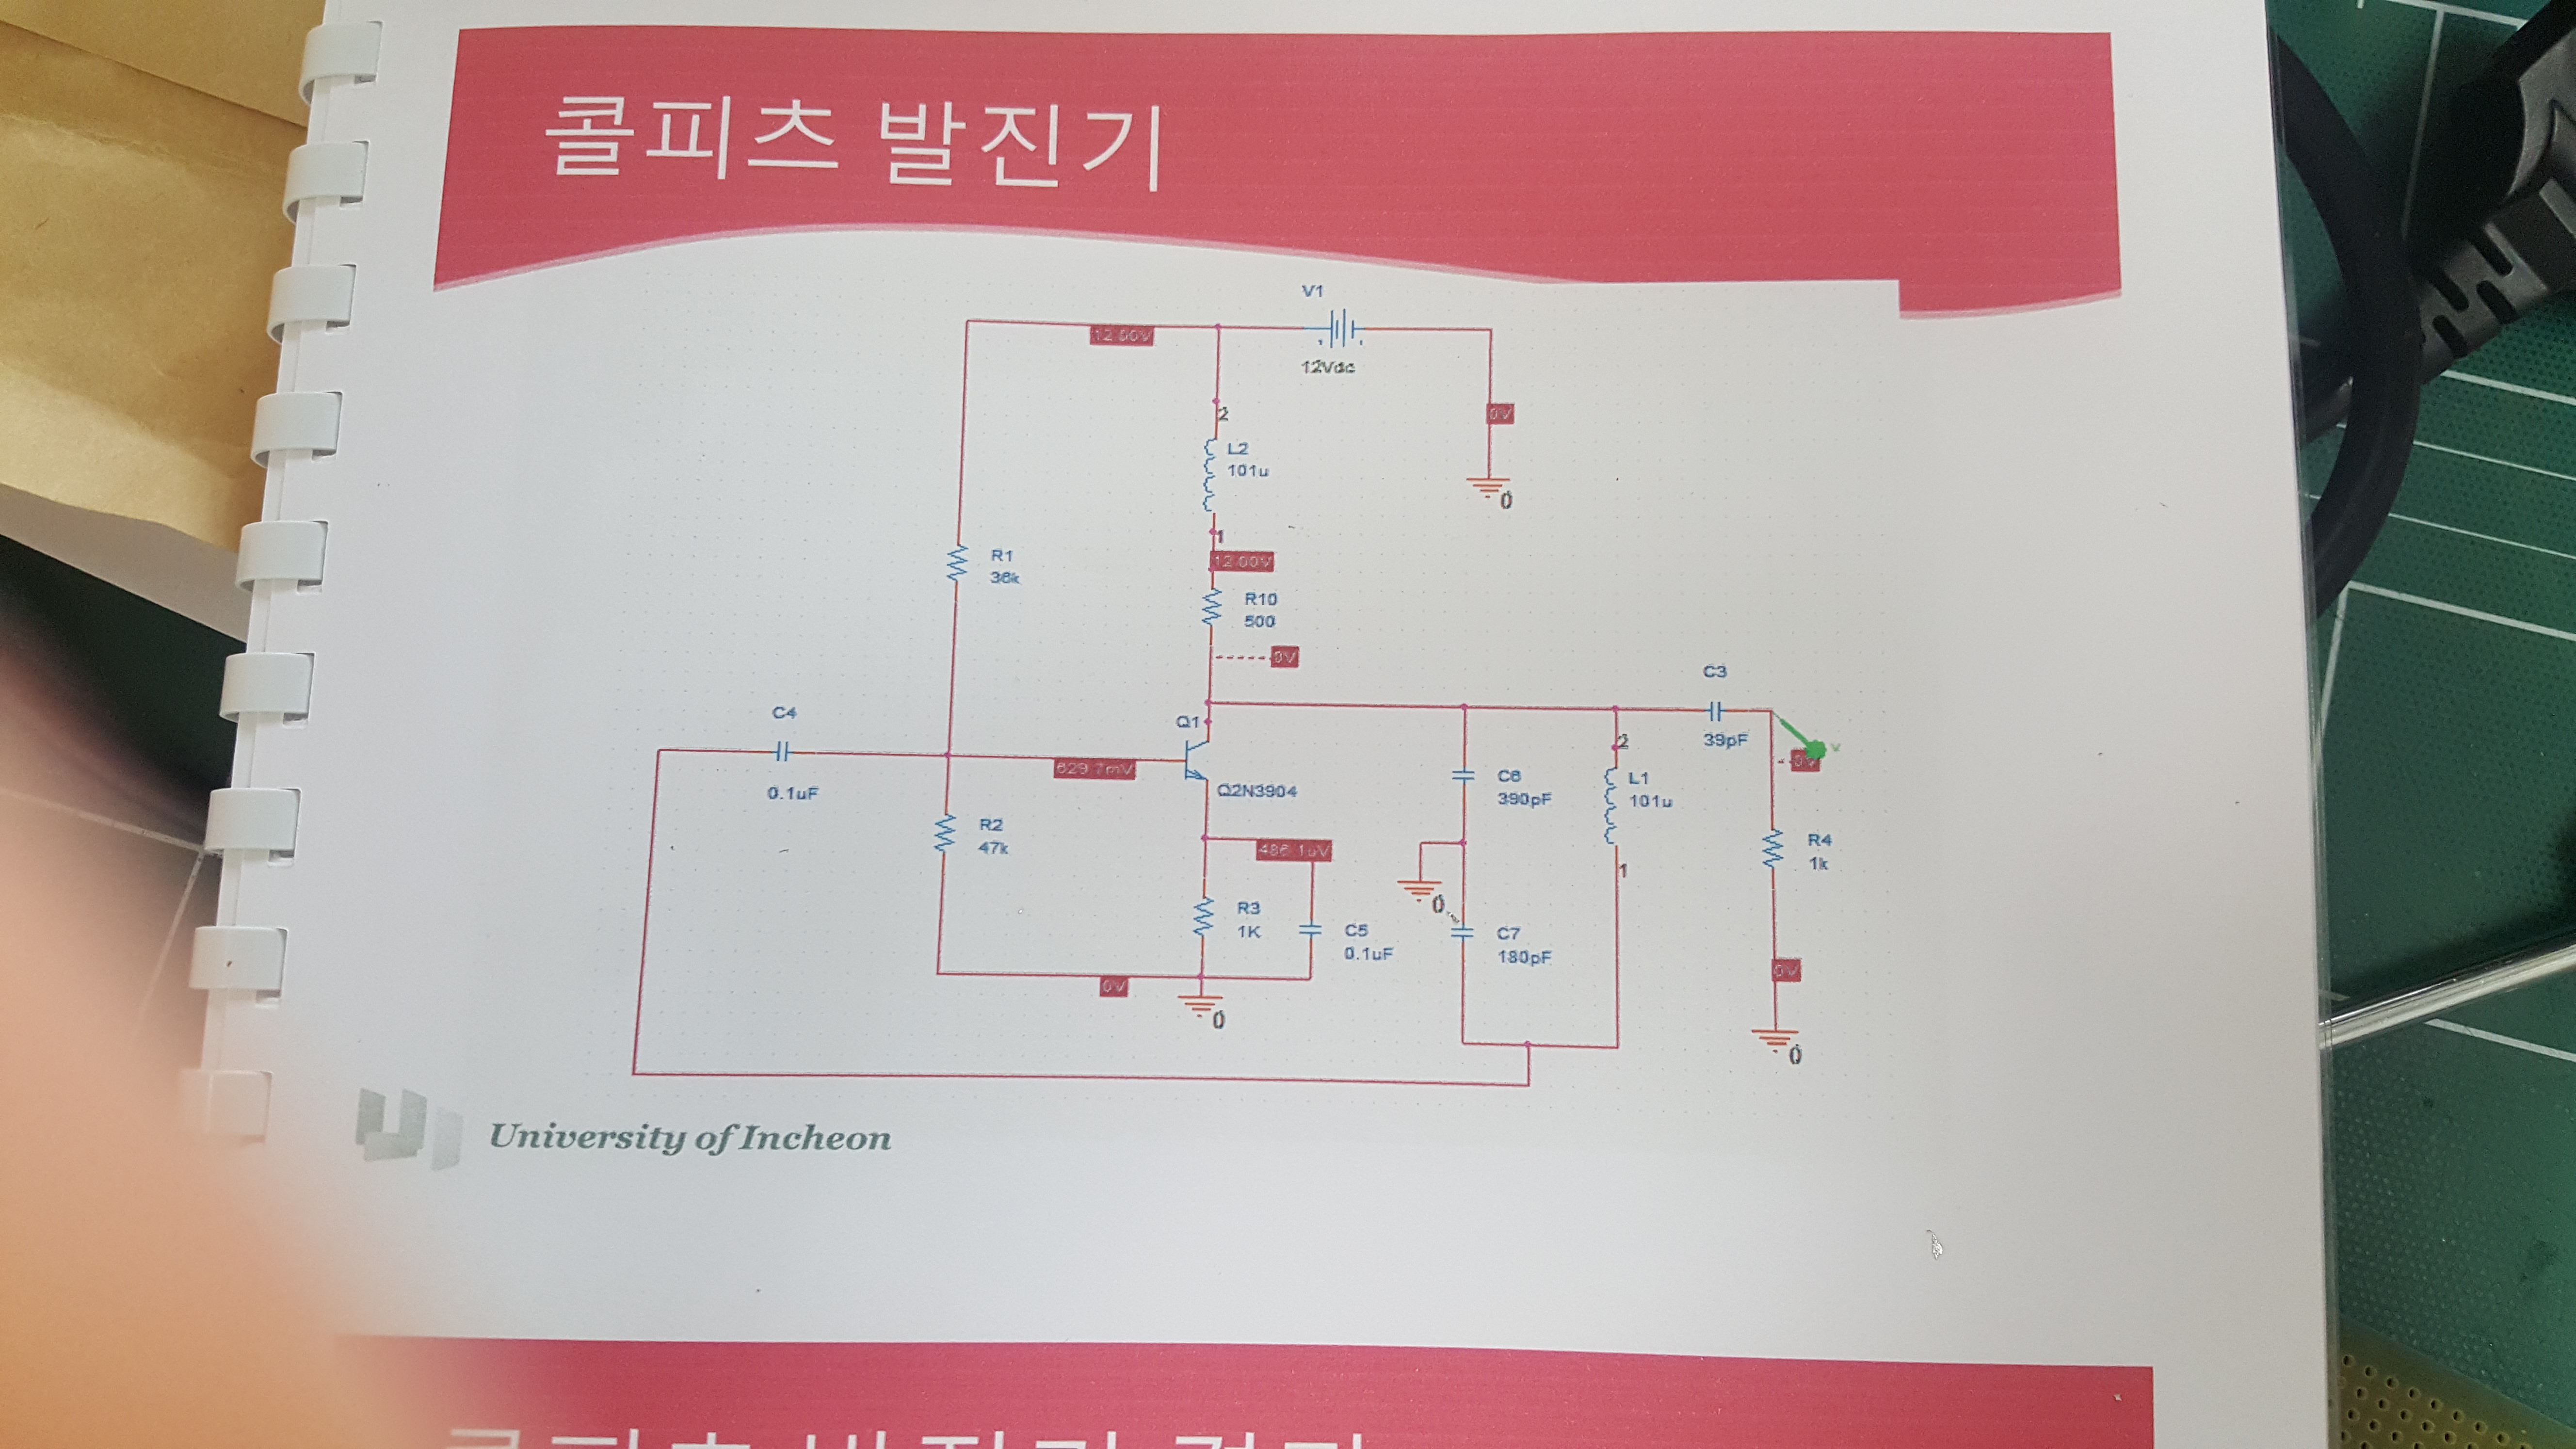 콜피츠 발진기
V1
12.00V
12Vdc
0V
2
L2
101u
0
1
12.00V
R1
36k
R10
500
0V
C3
C4
Q1
39pF
2
0V
629.7mV
L1
101u
C6
390pF
0.1uF
Q2N3904
R2
47k
R4
1k
486.1uV
1
0
R3
1K
C5
0.1uF
C7
180pF
0V
0V
0
0
University of Incheon